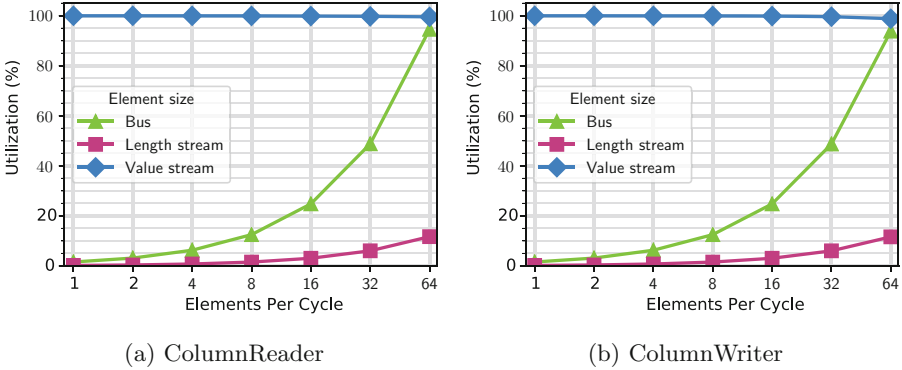 100
80
60
40
20
0
Utilization (%)
Element size
Bus
Length stream
Value stream
1 2 4 8 16 32 64
Elements Per Cycle
(a) ColumnReader
100
80
60
40
20
0
Utilization (%)
Element size
Bus
Length stream
Value stream
1 2 4 8 16 32 64
Elements Per Cycle
(b) ColumnWriter